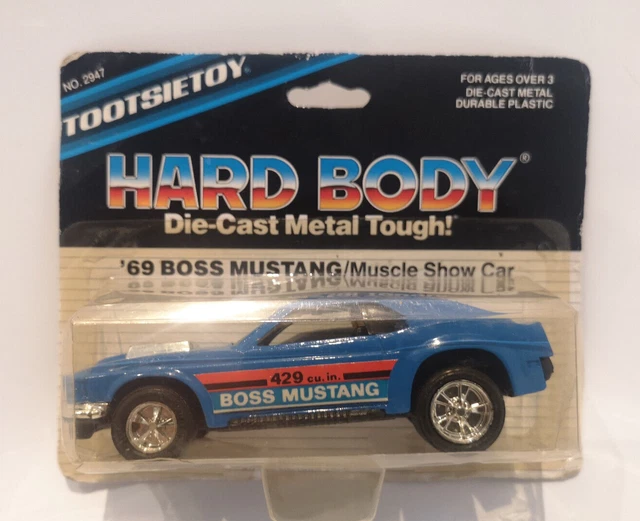 NO. 2947
TOOTSIETOY®
FOR AGES OVER 3
DIE-CAST METAL
DURABLE PLASTIC
HARD BODY®
Die-Cast Metal Tough!
'69 BOSS MUSTANG/Muscle Show Car
429 cu. in.
BOSS MUSTANG